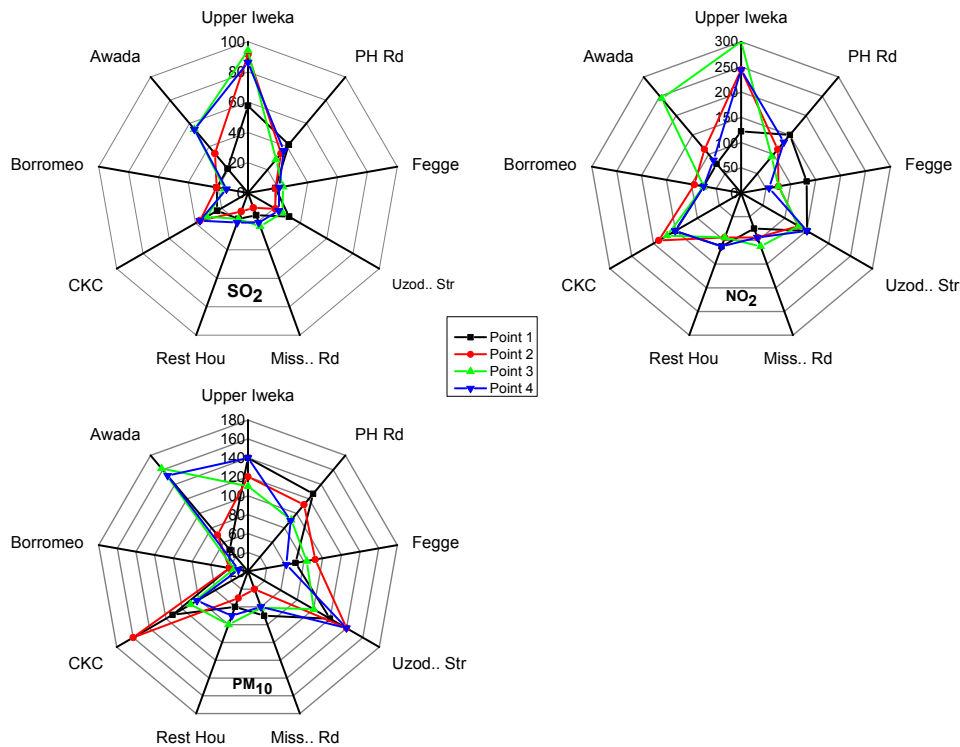 Upper Iweka
Awada
PH Rd
Borromeo
Fegge
CKC
Uzod.. Str
Rest Hou
Miss.. Rd
100
80
60
40
20
0
SO2
Upper Iweka
Awada
PH Rd
Borromeo
Fegge
CKC
Uzod.. Str
Rest Hou
Miss.. Rd
300
250
200
150
100
50
0
NO2
Point 1
Point 2
Point 3
Point 4
Upper Iweka
Awada
PH Rd
Borromeo
Fegge
CKC
Uzod.. Str
Rest Hou
Miss.. Rd
180
160
140
120
100
80
60
40
20
PM10